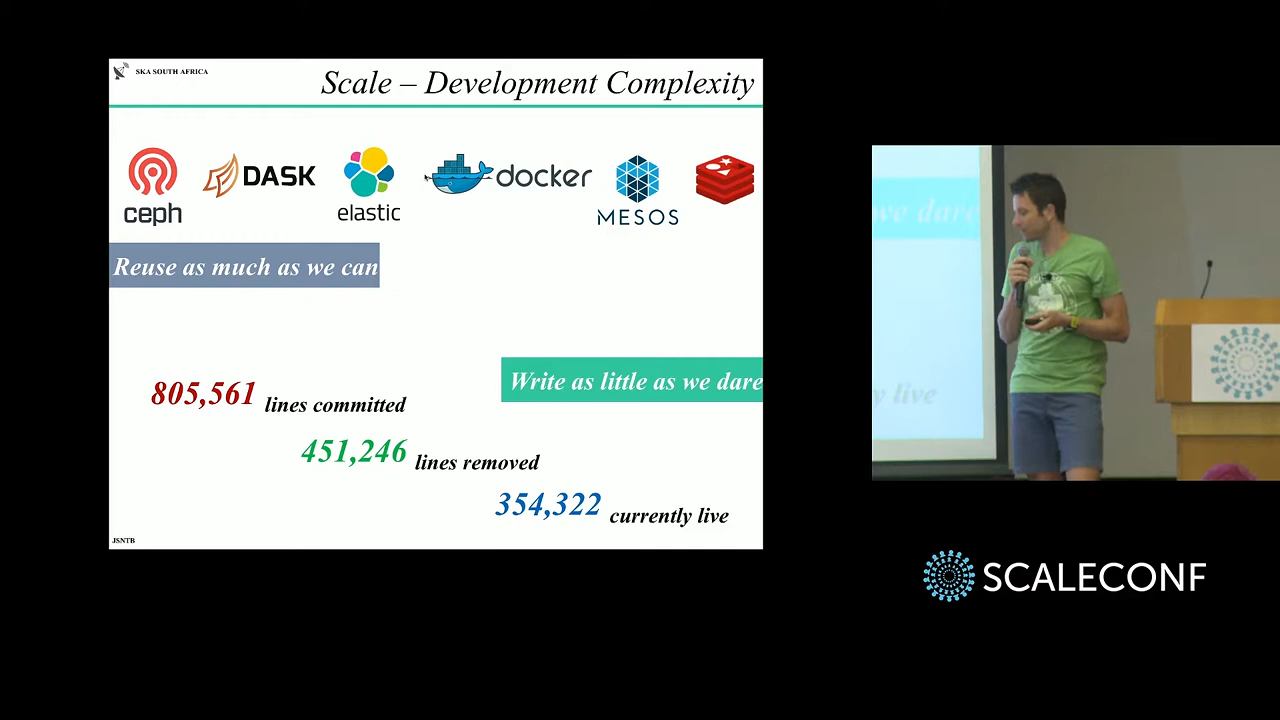 SKA SOUTH AFRICA
Scale – Development Complexity
ceph
DASK
elastic
docker
MESOS
Reuse as much as we can
Write as little as we dare
805,561 lines committed
451,246 lines removed
354,322 currently live
JSNTB
we dare
y live
SCALECONF